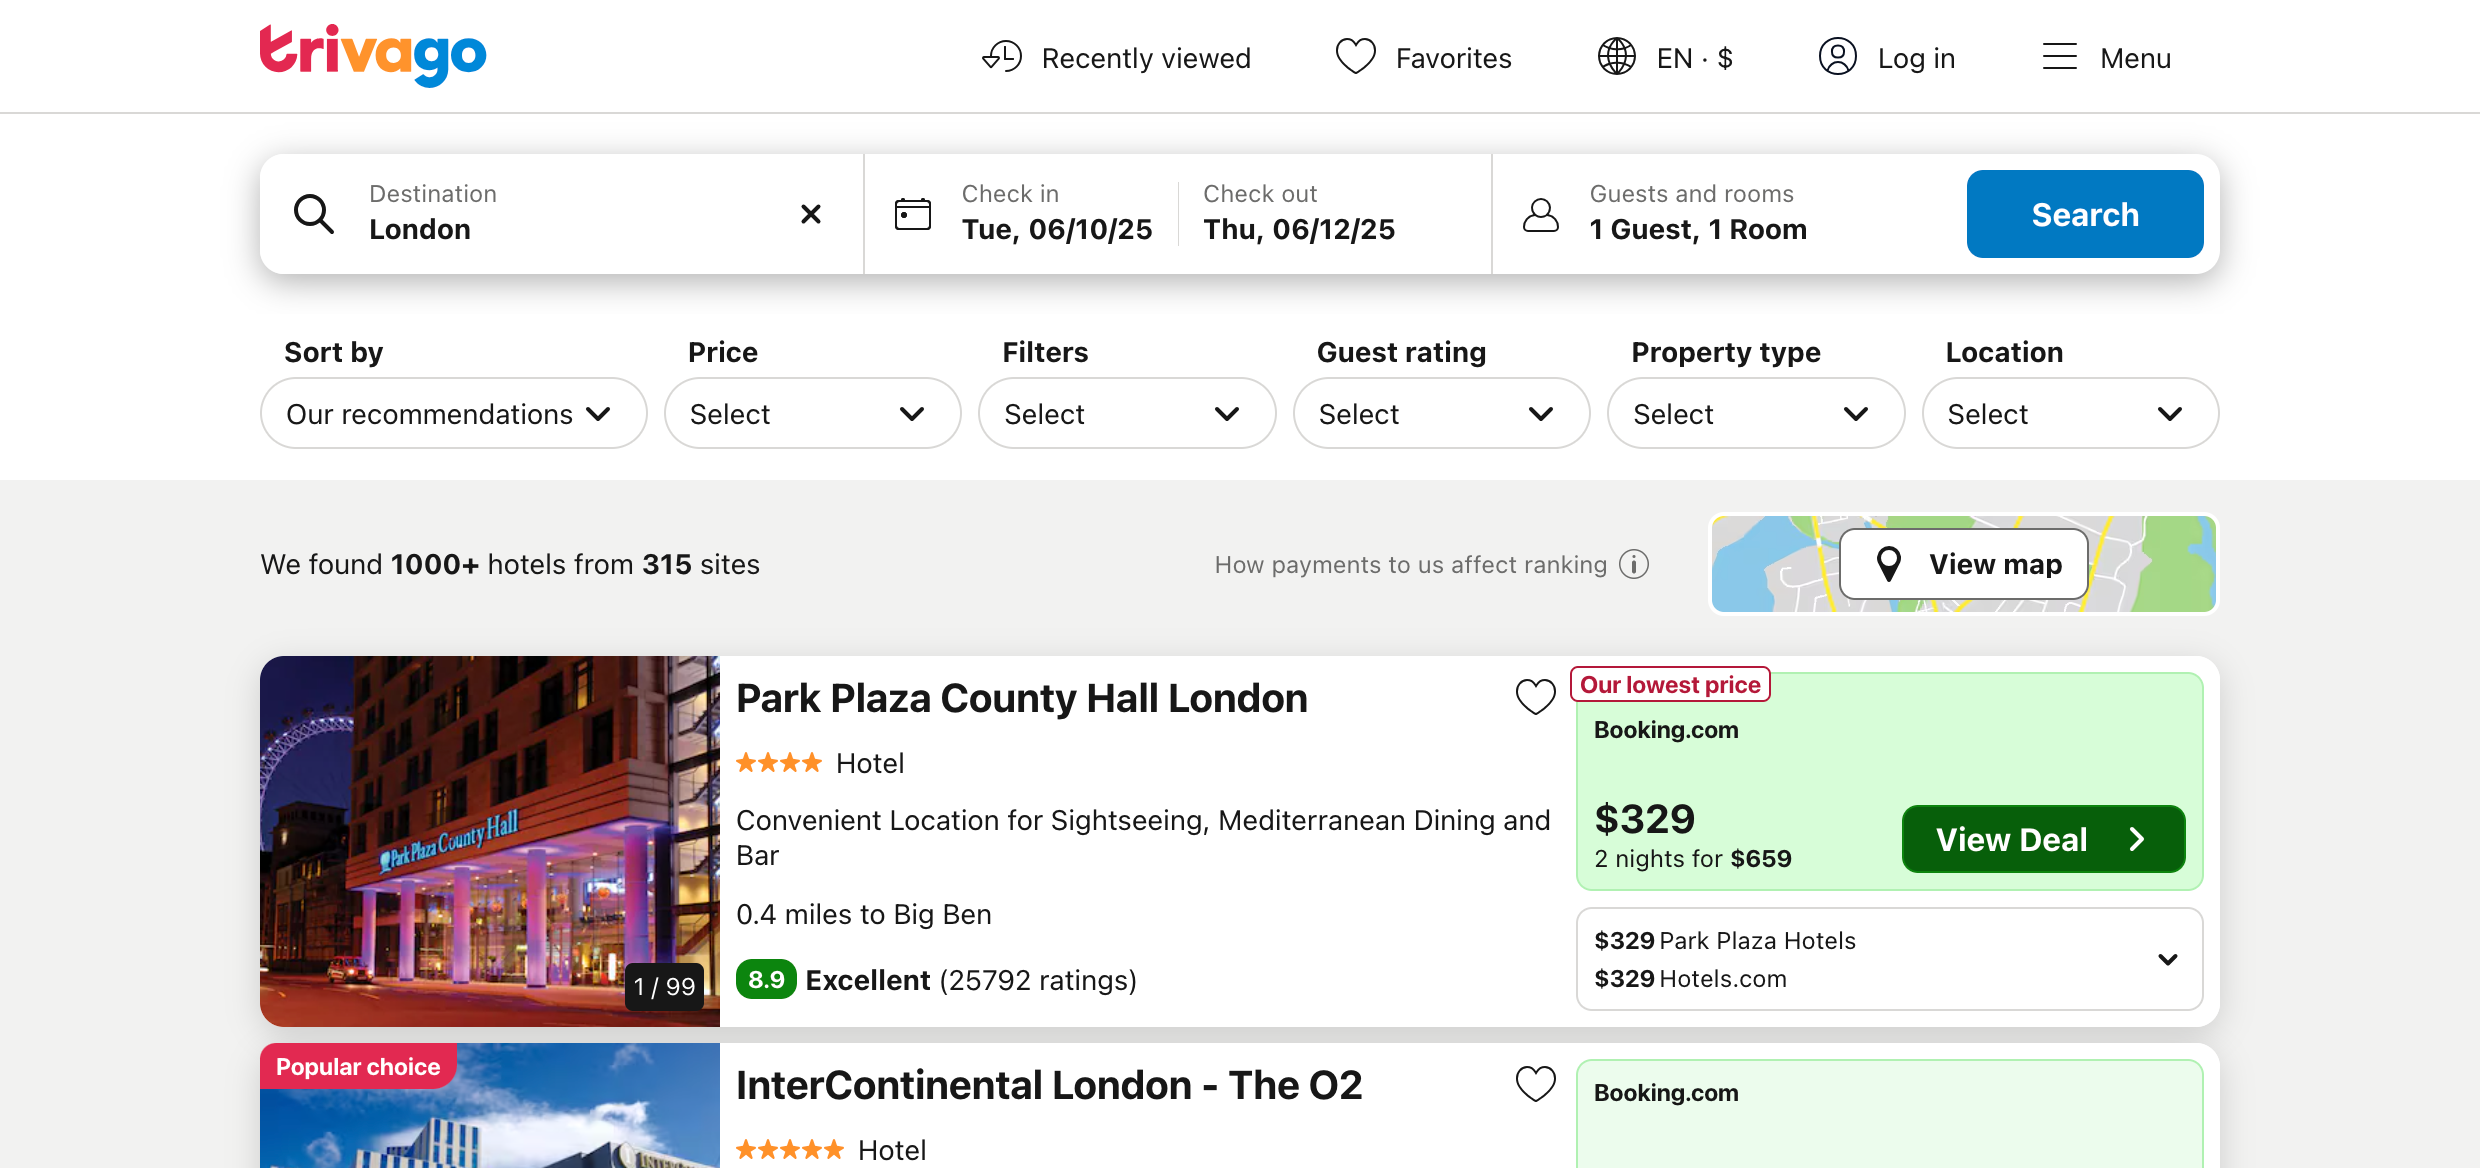 trivago
Recently viewed
Favorites
EN · $
Log in
Menu
Destination
London
Check in
Tue, 06/10/25
Check out
Thu, 06/12/25
Guests and rooms
1 Guest, 1 Room
Search
Sort by
Our recommendations
Price
Select
Filters
Select
Guest rating
Select
Property type
Select
Location
Select
We found 1000+ hotels from 315 sites
How payments to us affect ranking
View map
Park Plaza County Hall
1 / 99
Park Plaza County Hall London
Hotel
Convenient Location for Sightseeing, Mediterranean Dining and
Bar
0.4 miles to Big Ben
8.9 Excellent (25792 ratings)
Our lowest price
Booking.com
$329
2 nights for $659
View Deal
$329 Park Plaza Hotels
$329 Hotels.com
Popular choice
InterContinental London - The O2
Hotel
Booking.com